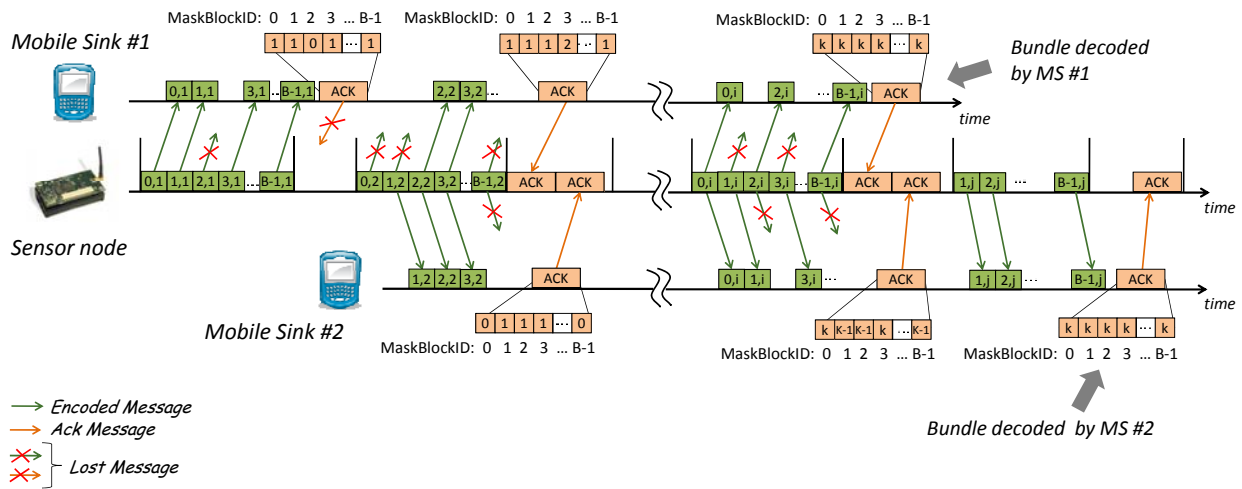 MaskBlockID: 0 1 2 3 ... B-1
MaskBlockID: 0 1 2 3 ... B-1
MaskBlockID: 0 1 2 3 ... B-1
Mobile Sink #1
1 1 0 1 ... 1
1 1 1 2 .. 1
k k k k ... k
Bundle decoded
by MS #1
0,1 1,1 3,1 ... B-1,1 ACK
2,2 3,2 ... ACK
0,i 2,i ... B-1,i ACK
time
0,1 1,1 2,1 3,1 ... B-1,1
0,2 1,2 2,2 3,2 ... B-1,2 ACK ACK
0,i 1,i 2,i 3,i ... B-1,i ACK ACK
1,j 2,j ... B-1,j ACK
time
Sensor node
1,2 2,2 3,2 ... ACK
0,i 1,i 3,i ... ACK
1,j 2,j ... B-1,j ACK
time
Mobile Sink #2
0 1 1 1 ... 0
k K-1 K-1 k ... K-1
k k k k ... k
MaskBlockID: 0 1 2 3 ... B-1
MaskBlockID: 0 1 2 3 ... B-1
MaskBlockID: 0 1 2 3 ... B-1
Encoded Message
Ack Message
Lost Message
Bundle decoded by MS #2